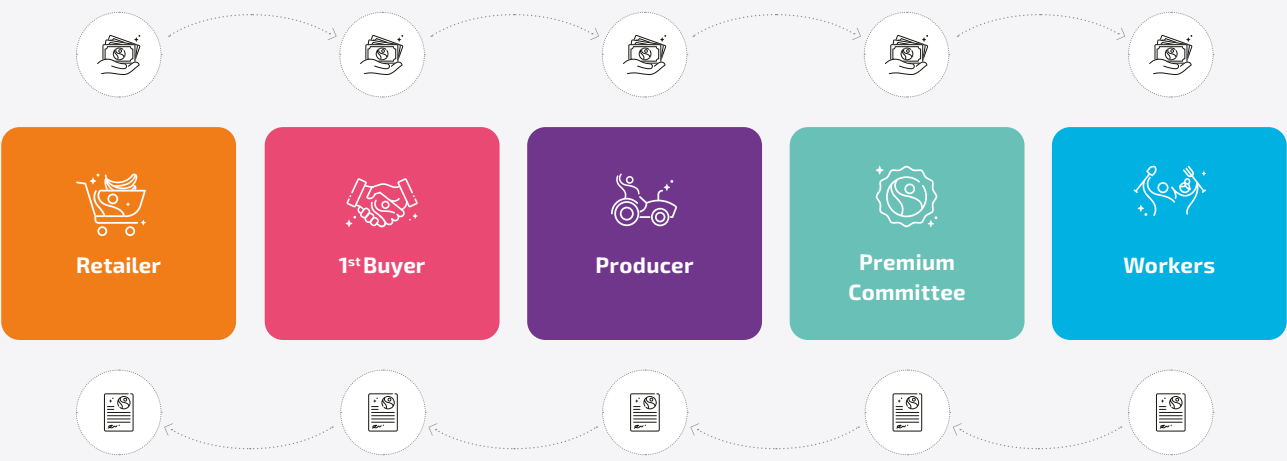 Retailer
1st Buyer
Producer
Premium
Committee
Workers